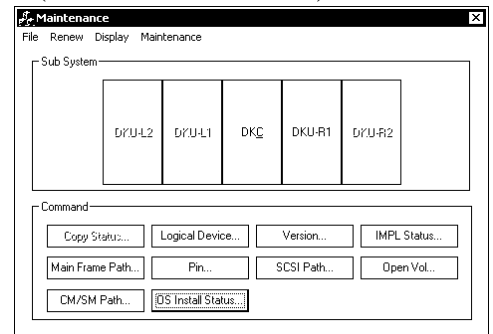 Maintenance
File Renew Display Maintenance
Sub System
DKU-L2 DKU-L1 DKC DKU-R1 DKU-R2
Command
Copy Status... Logical Device... Version... IMPL Status...
Main Frame Path... Pin... SCSI Path... Open Vol...
CM/SM Path... OS Install Status...